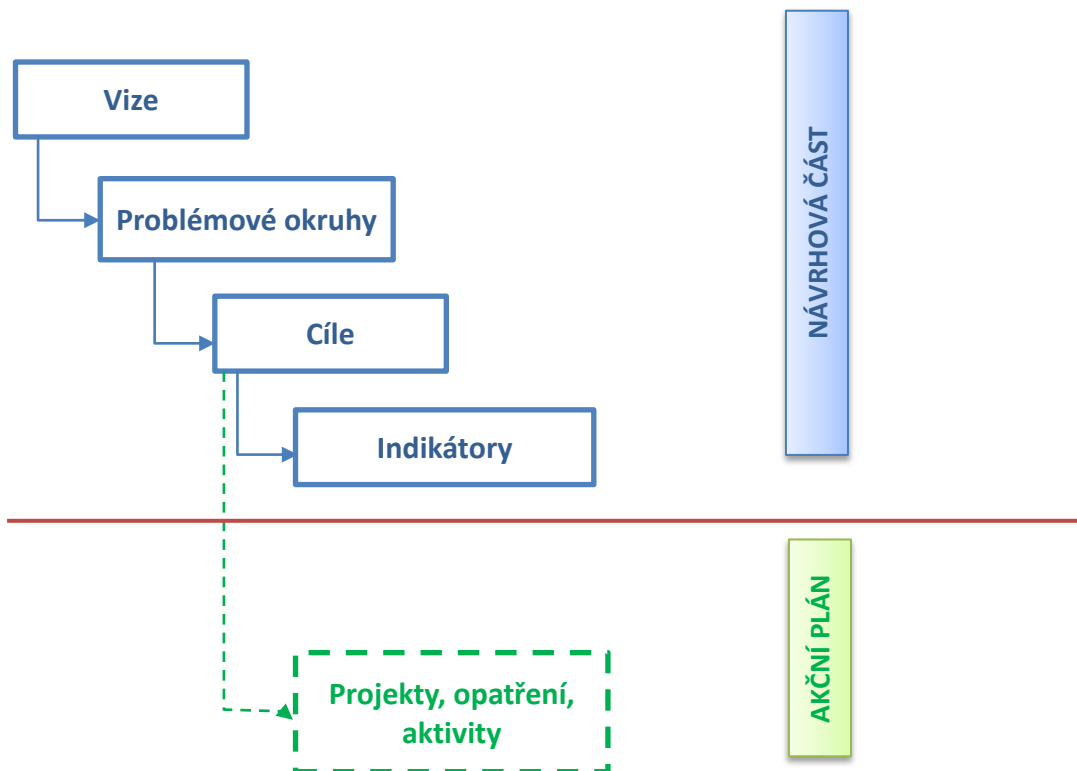 Vize
Problémové okruhy
Cíle
Indikátory
NÁVRHOVÁ ČÁST
Projekty, opatření,
aktivity
AKČNÍ PLÁN